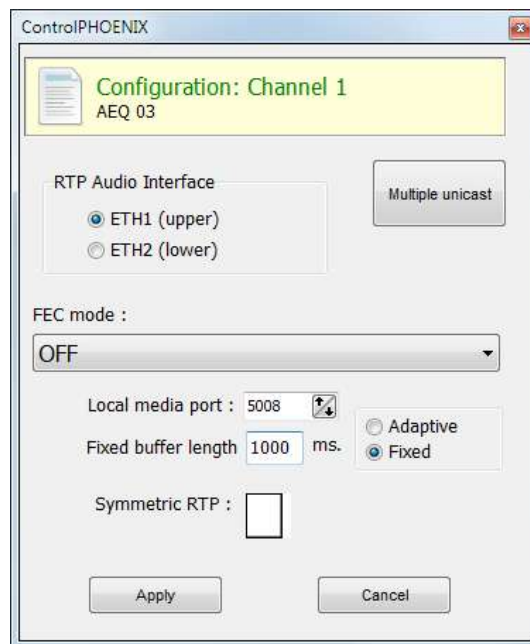 ControlPHOENIX
Configuration: Channel 1
AEQ 03
RTP Audio Interface
ETH1 (upper)
ETH2 (lower)
Multiple unicast
FEC mode :
OFF
Local media port : 5008
Fixed buffer length 1000 ms.
Adaptive
Fixed
Symmetric RTP :
Apply Cancel